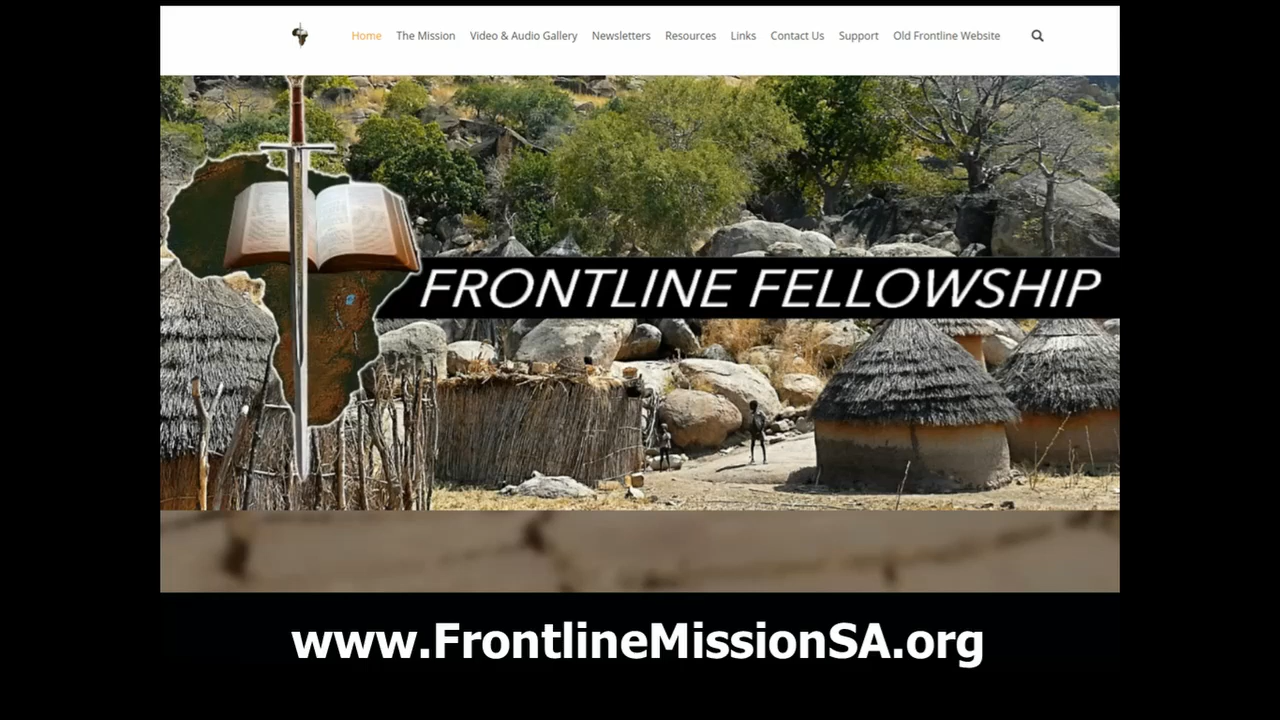 Home The Mission Video & Audio Gallery Newsletters Resources Links Contact Us Support Old Frontline Website
FRONTLINE FELLOWSHIP
www.FrontlineMissionSA.org